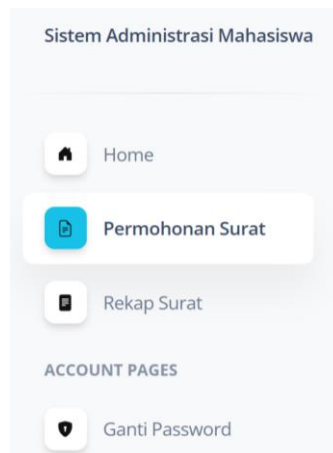 Sistem Administrasi Mahasiswa
Home
Permohonan Surat
Rekap Surat
ACCOUNT PAGES
Ganti Password